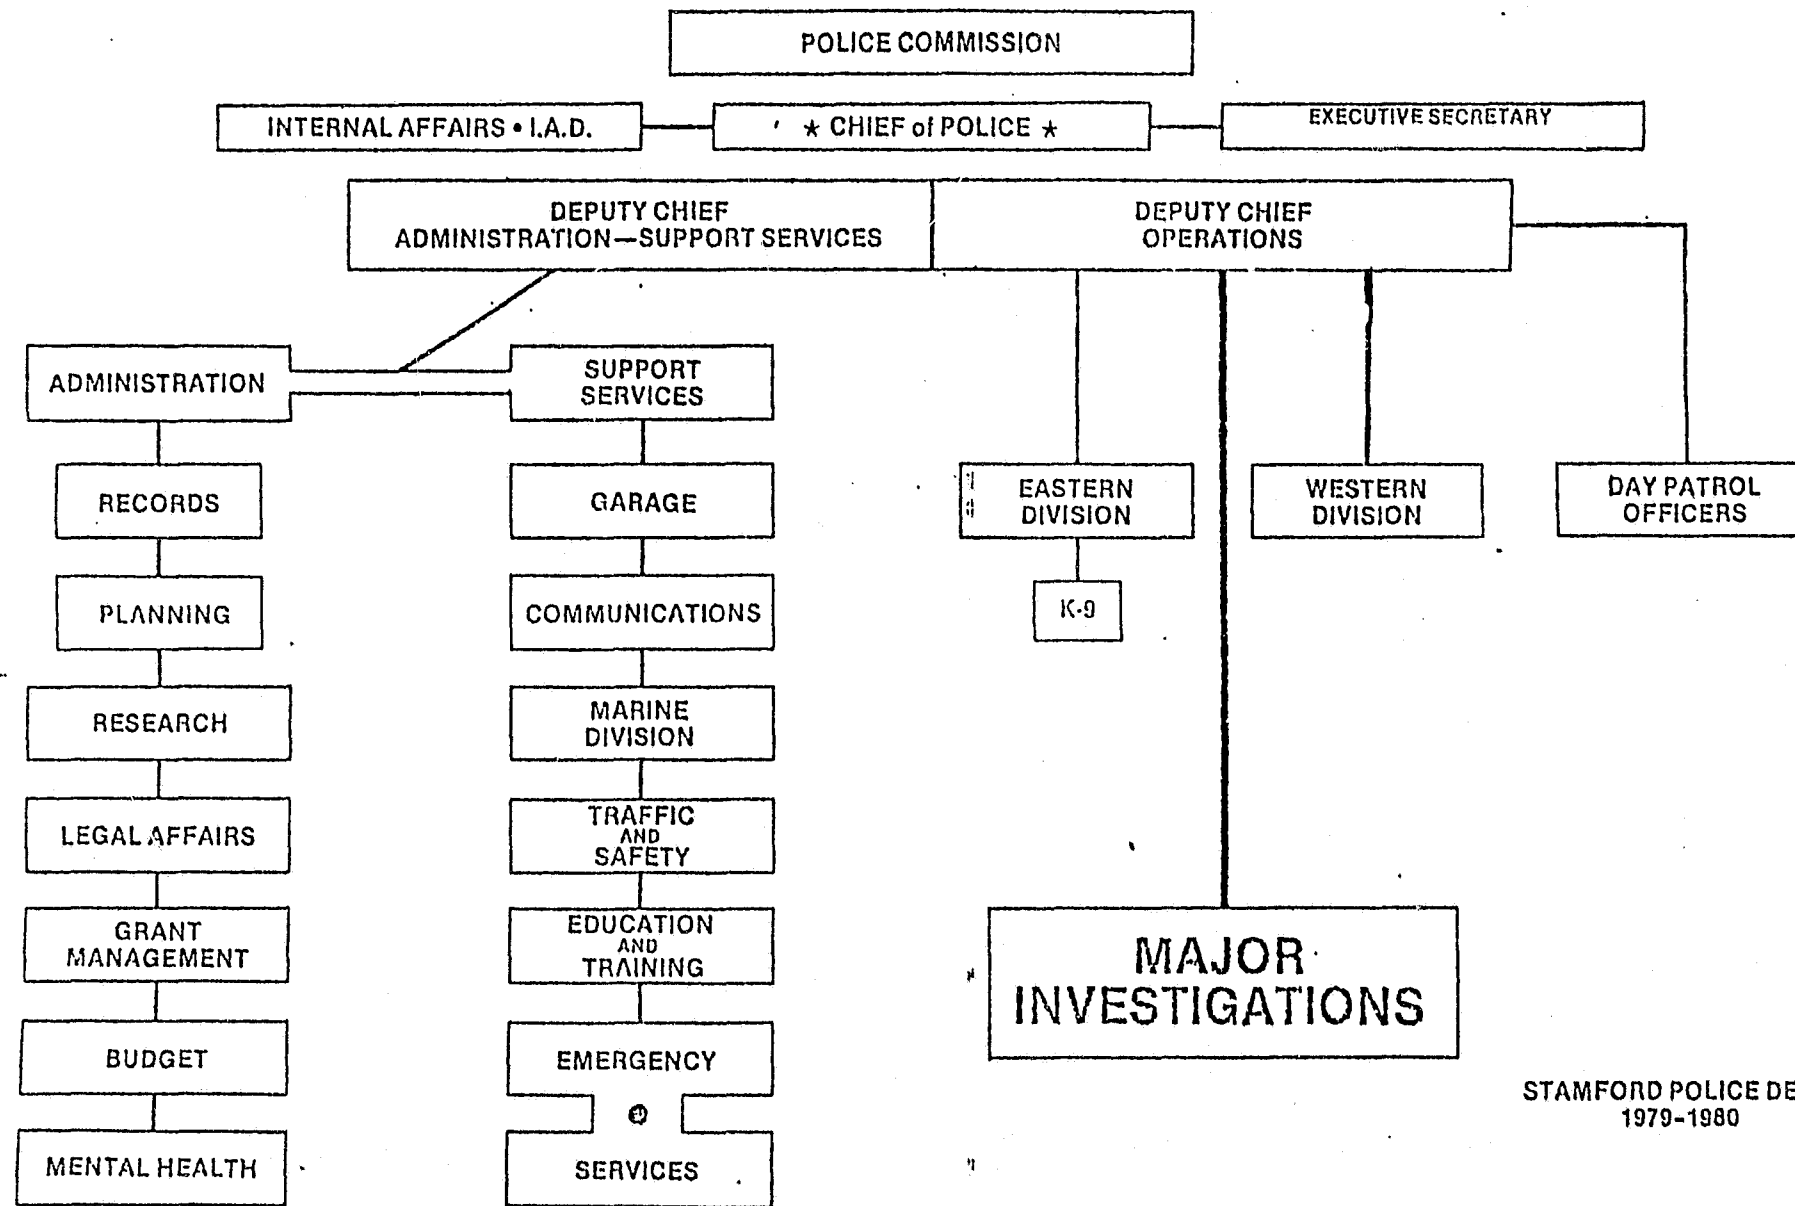 POLICE COMMISSION
INTERNAL AFFAIRS • I.A.D.
★ CHIEF of POLICE ★
EXECUTIVE SECRETARY
DEPUTY CHIEF
ADMINISTRATION—SUPPORT SERVICES
DEPUTY CHIEF
OPERATIONS
ADMINISTRATION
SUPPORT
SERVICES
RECORDS
PLANNING
RESEARCH
LEGAL AFFAIRS
GRANT
MANAGEMENT
BUDGET
MENTAL HEALTH
GARAGE
COMMUNICATIONS
MARINE
DIVISION
TRAFFIC
AND
SAFETY
EDUCATION
AND
TRAINING
EMERGENCY
SERVICES
EASTERN
DIVISION
K-9
WESTERN
DIVISION
DAY PATROL
OFFICERS
MAJOR
INVESTIGATIONS
STAMFORD POLICE DE
1979-1980